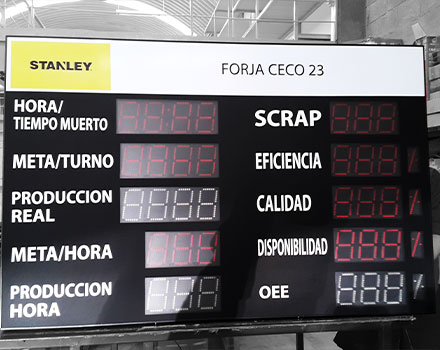 STANLEY
FORJA CECO 23
HORA/
TIEMPO MUERTO
META/TURNO
PRODUCCION
REAL
META/HORA
PRODUCCION
HORA
SCRAP
EFICIENCIA
%
CALIDAD
%
DISPONIBILIDAD
%
OEE
%